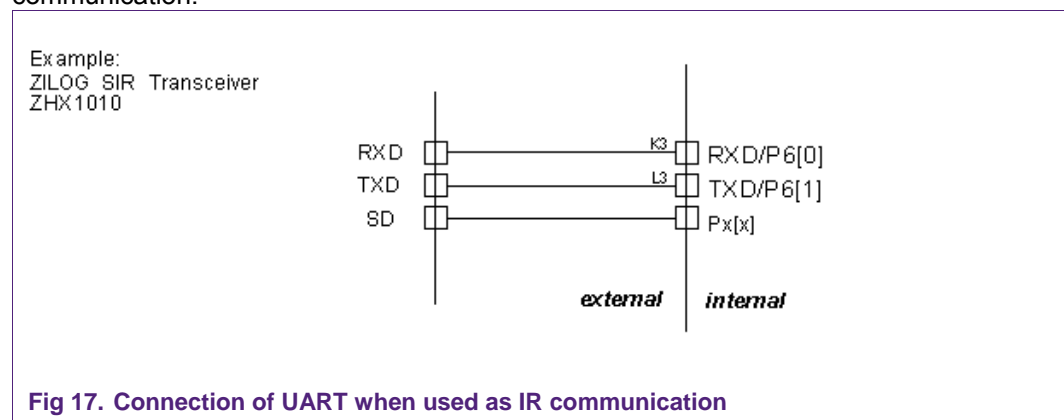 communication.
Example:
ZILOG SIR Transceiver
ZHX1010
RXD K3 RXD/P6[0]
TXD L3 TXD/P6[1]
SD Px[x]
external internal
Fig 17. Connection of UART when used as IR communication